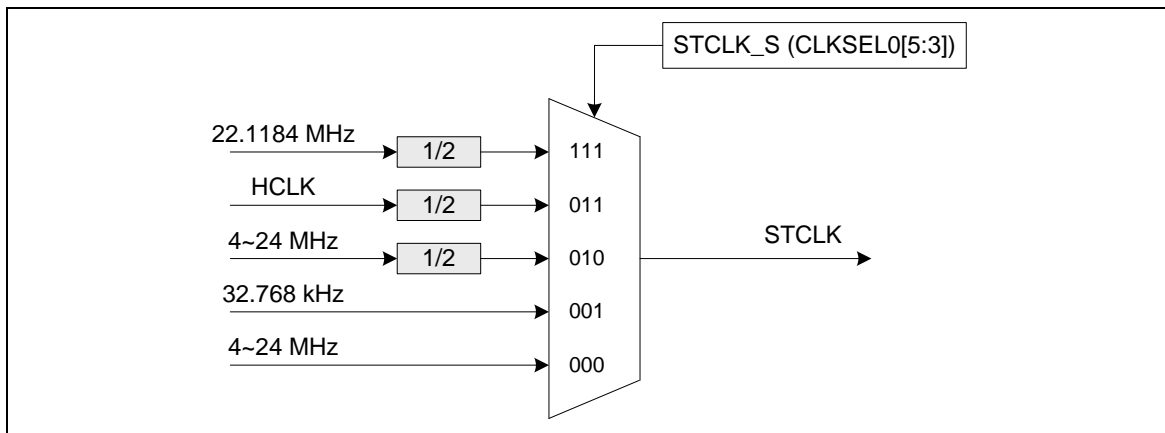 STCLK_S (CLKSEL0[5:3])
22.1184 MHz
1/2
111
HCLK
1/2
011
4~24 MHz
1/2
010
STCLK
32.768 kHz
001
4~24 MHz
000